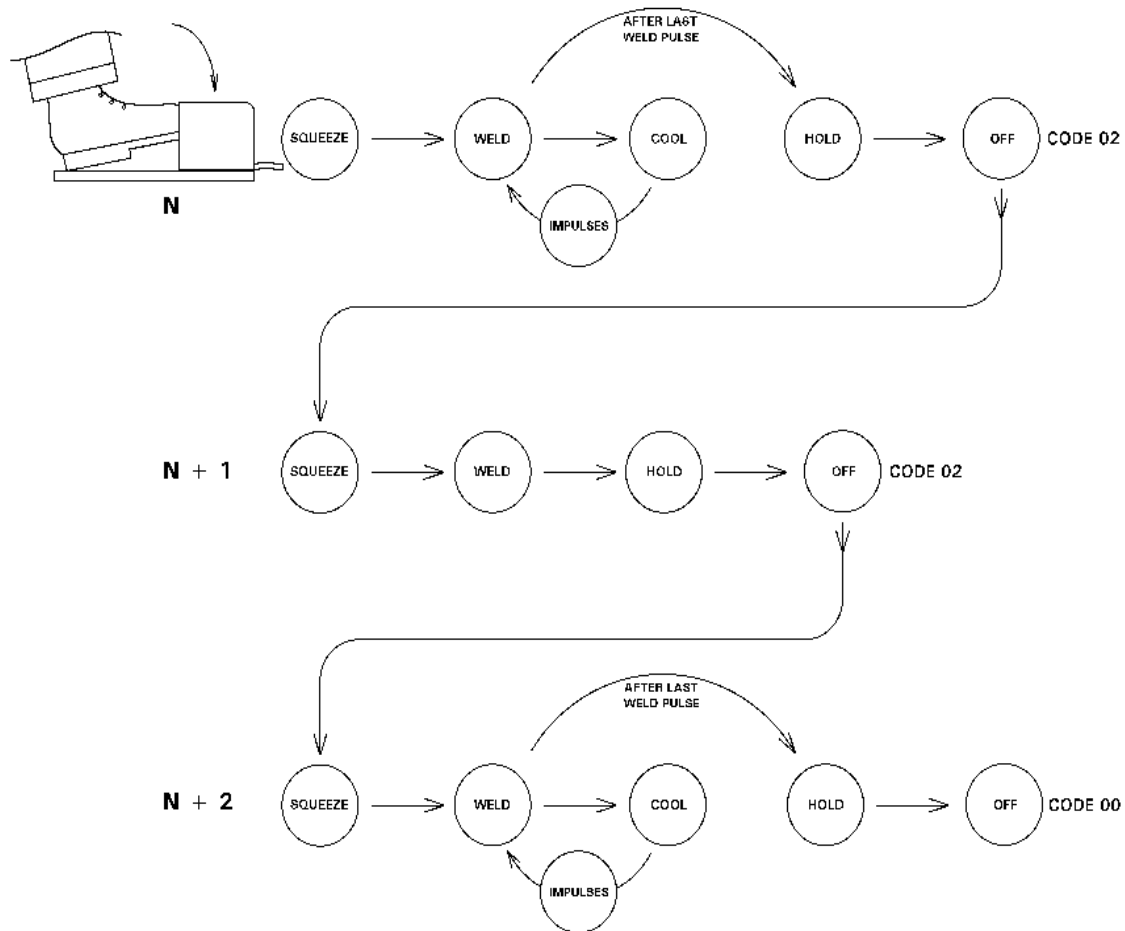 AFTER LAST
WELD PULSE
SQUEEZE
WELD
COOL
HOLD
OFF
CODE 02
N
IMPULSES
N + 1
SQUEEZE
WELD
HOLD
OFF
CODE 02
AFTER LAST
WELD PULSE
N + 2
SQUEEZE
WELD
COOL
HOLD
OFF
CODE 00
IMPULSES